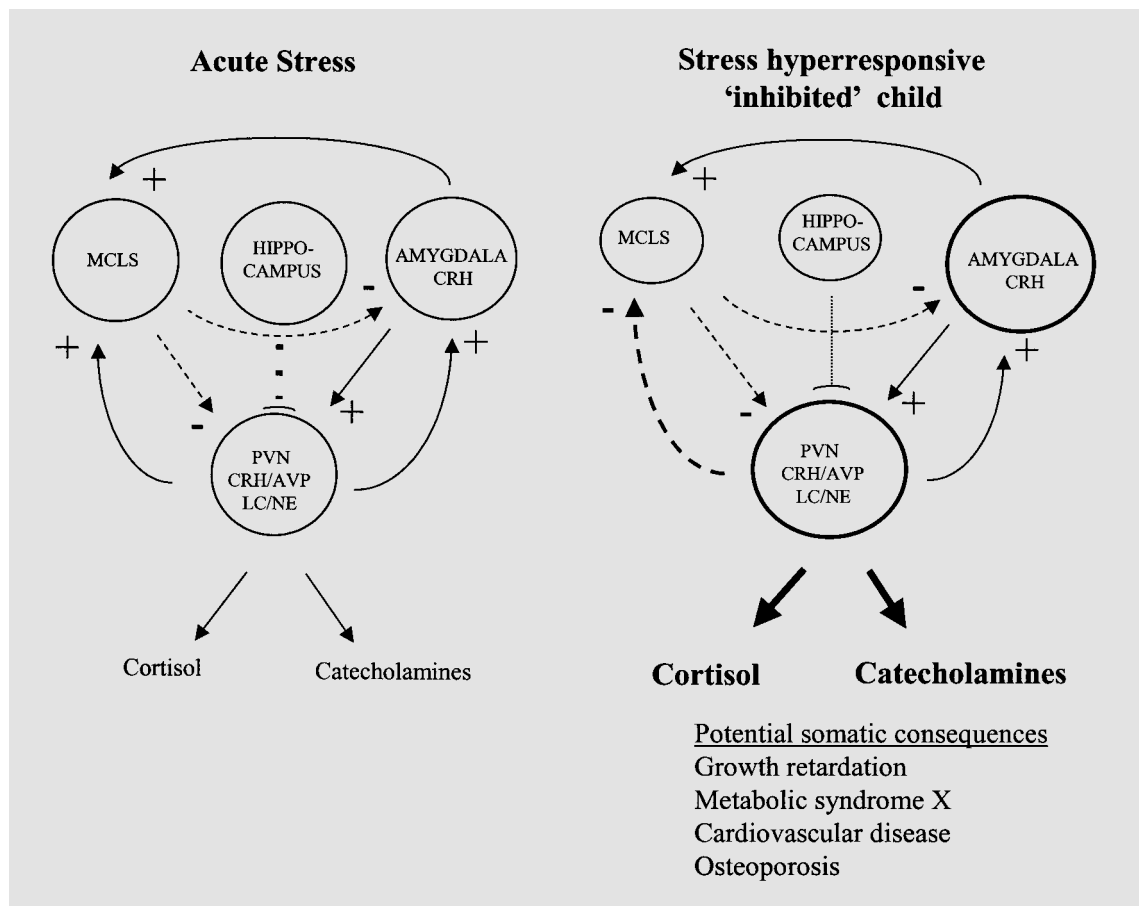 Acute Stress
+
MCLS
HIPPO-
CAMPUS
AMYGDALA
CRH
-
+
+
-
-
-
-
+
PVN
CRH/AVP
LC/NE
Cortisol
Catecholamines
Stress hyperresponsive
‘inhibited’ child
+
MCLS
HIPPO-
CAMPUS
AMYGDALA
CRH
-
-
+
-
+
PVN
CRH/AVP
LC/NE
Cortisol
Catecholamines
Potential somatic consequences
Growth retardation
Metabolic syndrome X
Cardiovascular disease
Osteoporosis